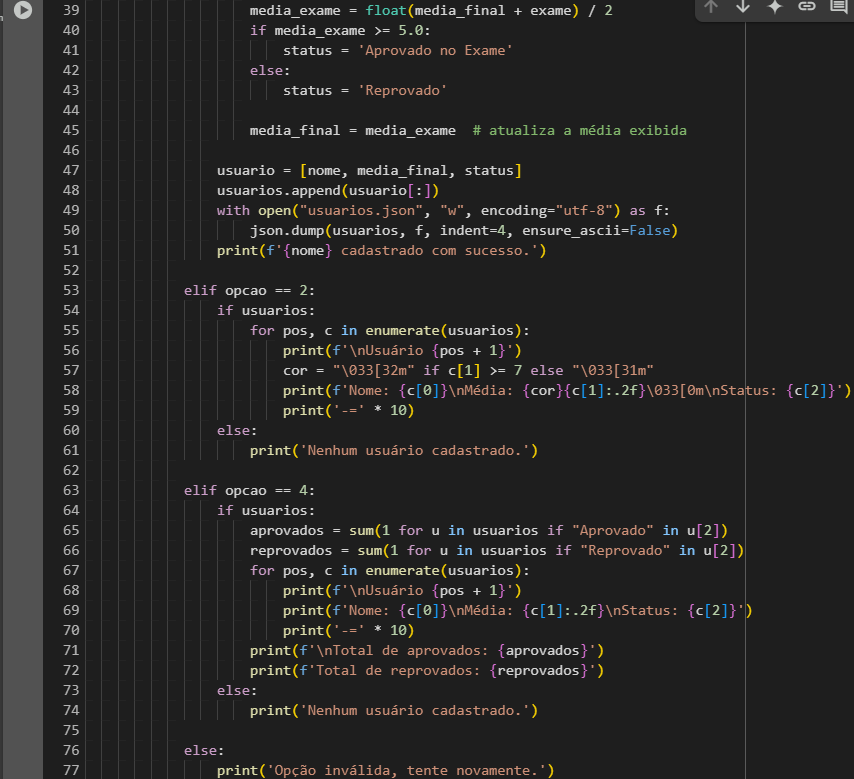 39 media_exame = float(media_final + exame) / 2
40 if media_exame >= 5.0:
41 status = 'Aprovado no Exame'
42 else:
43 status = 'Reprovado'
44
45 media_final = media_exame  # atualiza a média exibida
46
47 usuario = [nome, media_final, status]
48 usuarios.append(usuario[:])
49 with open("usuarios.json", "w", encoding="utf-8") as f:
50 json.dump(usuarios, f, indent=4, ensure_ascii=False)
51 print(f'{nome} cadastrado com sucesso.')
52
53 elif opcao == 2:
54 if usuarios:
55 for pos, c in enumerate(usuarios):
56 print(f'\nUsuário {pos + 1}')
57 cor = "\033[32m" if c[1] >= 7 else "\033[31m"
58 print(f'Nome: {c[0]}\nMédia: {cor}{c[1]:.2f}\033[0m\nStatus: {c[2]}')
59 print('-=' * 10)
60 else:
61 print('Nenhum usuário cadastrado.')
62
63 elif opcao == 4:
64 if usuarios:
65 aprovados = sum(1 for u in usuarios if "Aprovado" in u[2])
66 reprovados = sum(1 for u in usuarios if "Reprovado" in u[2])
67 for pos, c in enumerate(usuarios):
68 print(f'\nUsuário {pos + 1}')
69 print(f'Nome: {c[0]}\nMédia: {c[1]:.2f}\nStatus: {c[2]}')
70 print('-=' * 10)
71 print(f'\nTotal de aprovados: {aprovados}')
72 print(f'Total de reprovados: {reprovados}')
73 else:
74 print('Nenhum usuário cadastrado.')
75
76 else:
77 print('Opção inválida, tente novamente.')